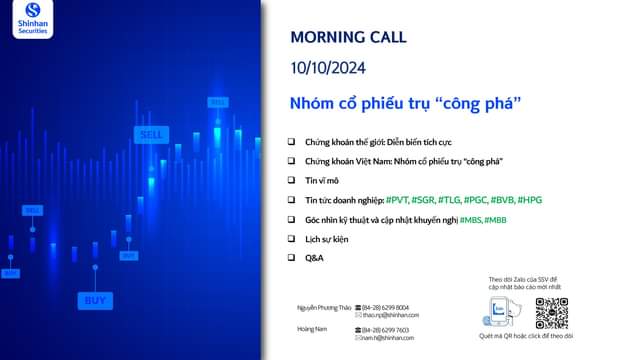 Shinhan
Securities
MORNING CALL
10/10/2024
Nhóm cổ phiếu trụ “công phá”
Chứng khoán thế giới: Diễn biến tích cực
Chứng khoán Việt Nam: Nhóm cổ phiếu trụ “công phá”
Tin vĩ mô
Tin tức doanh nghiệp: #PVT, #SGR, #TLG, #PGC, #BVB, #HPG
Góc nhìn kỹ thuật và cập nhật khuyến nghị #MBS, #MBB
Lịch sự kiện
Q&A
SELL
SELL
SELL
BUY
BUY
BUY
Theo dõi Zalo của SSV để
cập nhật báo cáo mới nhất
Quét mã QR hoặc click để theo dõi
Nguyễn Phương Thảo (84-28) 6299 8004
thao.np@shinhan.com
Hoàng Nam (84-28) 6299 7603
nam.h@shinhan.com